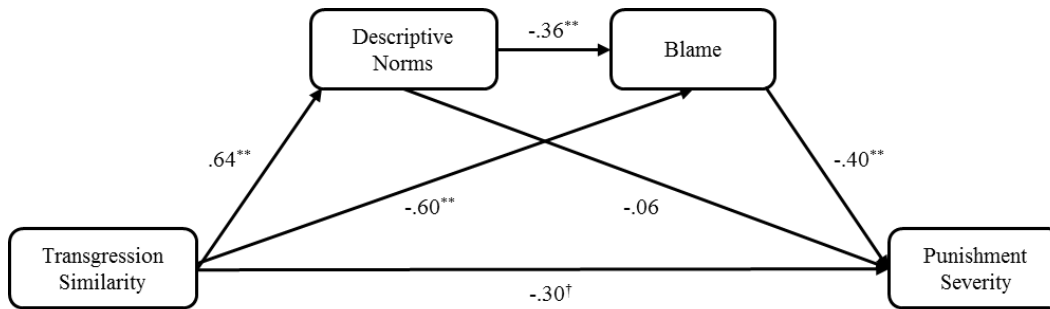 Descriptive
Norms
-.36**
Blame
.64**
-.60**
-.06
-.40**
Transgression
Similarity
-.30†
Punishment
Severity